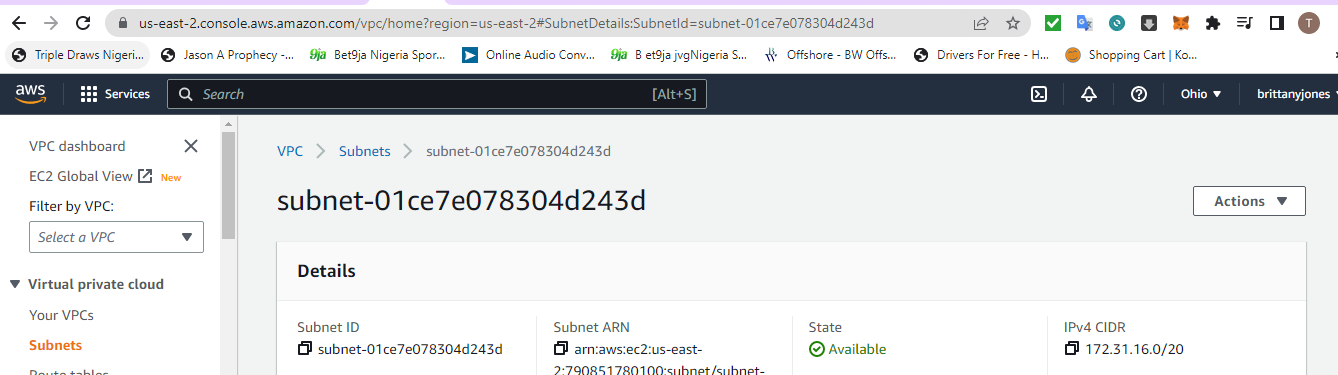 us-east-2.console.aws.amazon.com/vpc/home?region=us-east-2#SubnetDetails:SubnetId=subnet-01ce7e078304d243d
T
Triple Draws Nigeri... Jason A Prophecy -... 9ja Bet9ja Nigeria Spor... Online Audio Conv... 9ja B et9ja jvgNigeria S... Offshore - BW Offs... Drivers For Free - H... Shopping Cart | Ko...
aws Services Search [Alt+S] Ohio brittanyjones
VPC dashboard
EC2 Global View New
Filter by VPC:
Select a VPC
Virtual private cloud
Your VPCs
Subnets
Route tables
VPC Subnets subnet-01ce7e078304d243d
subnet-01ce7e078304d243d
Actions
Details
Subnet ID
subnet-01ce7e078304d243d
Subnet ARN
arn:aws:ec2:us-east-
2:790851780100:subnet/subnet-
State
Available
IPv4 CIDR
172.31.16.0/20